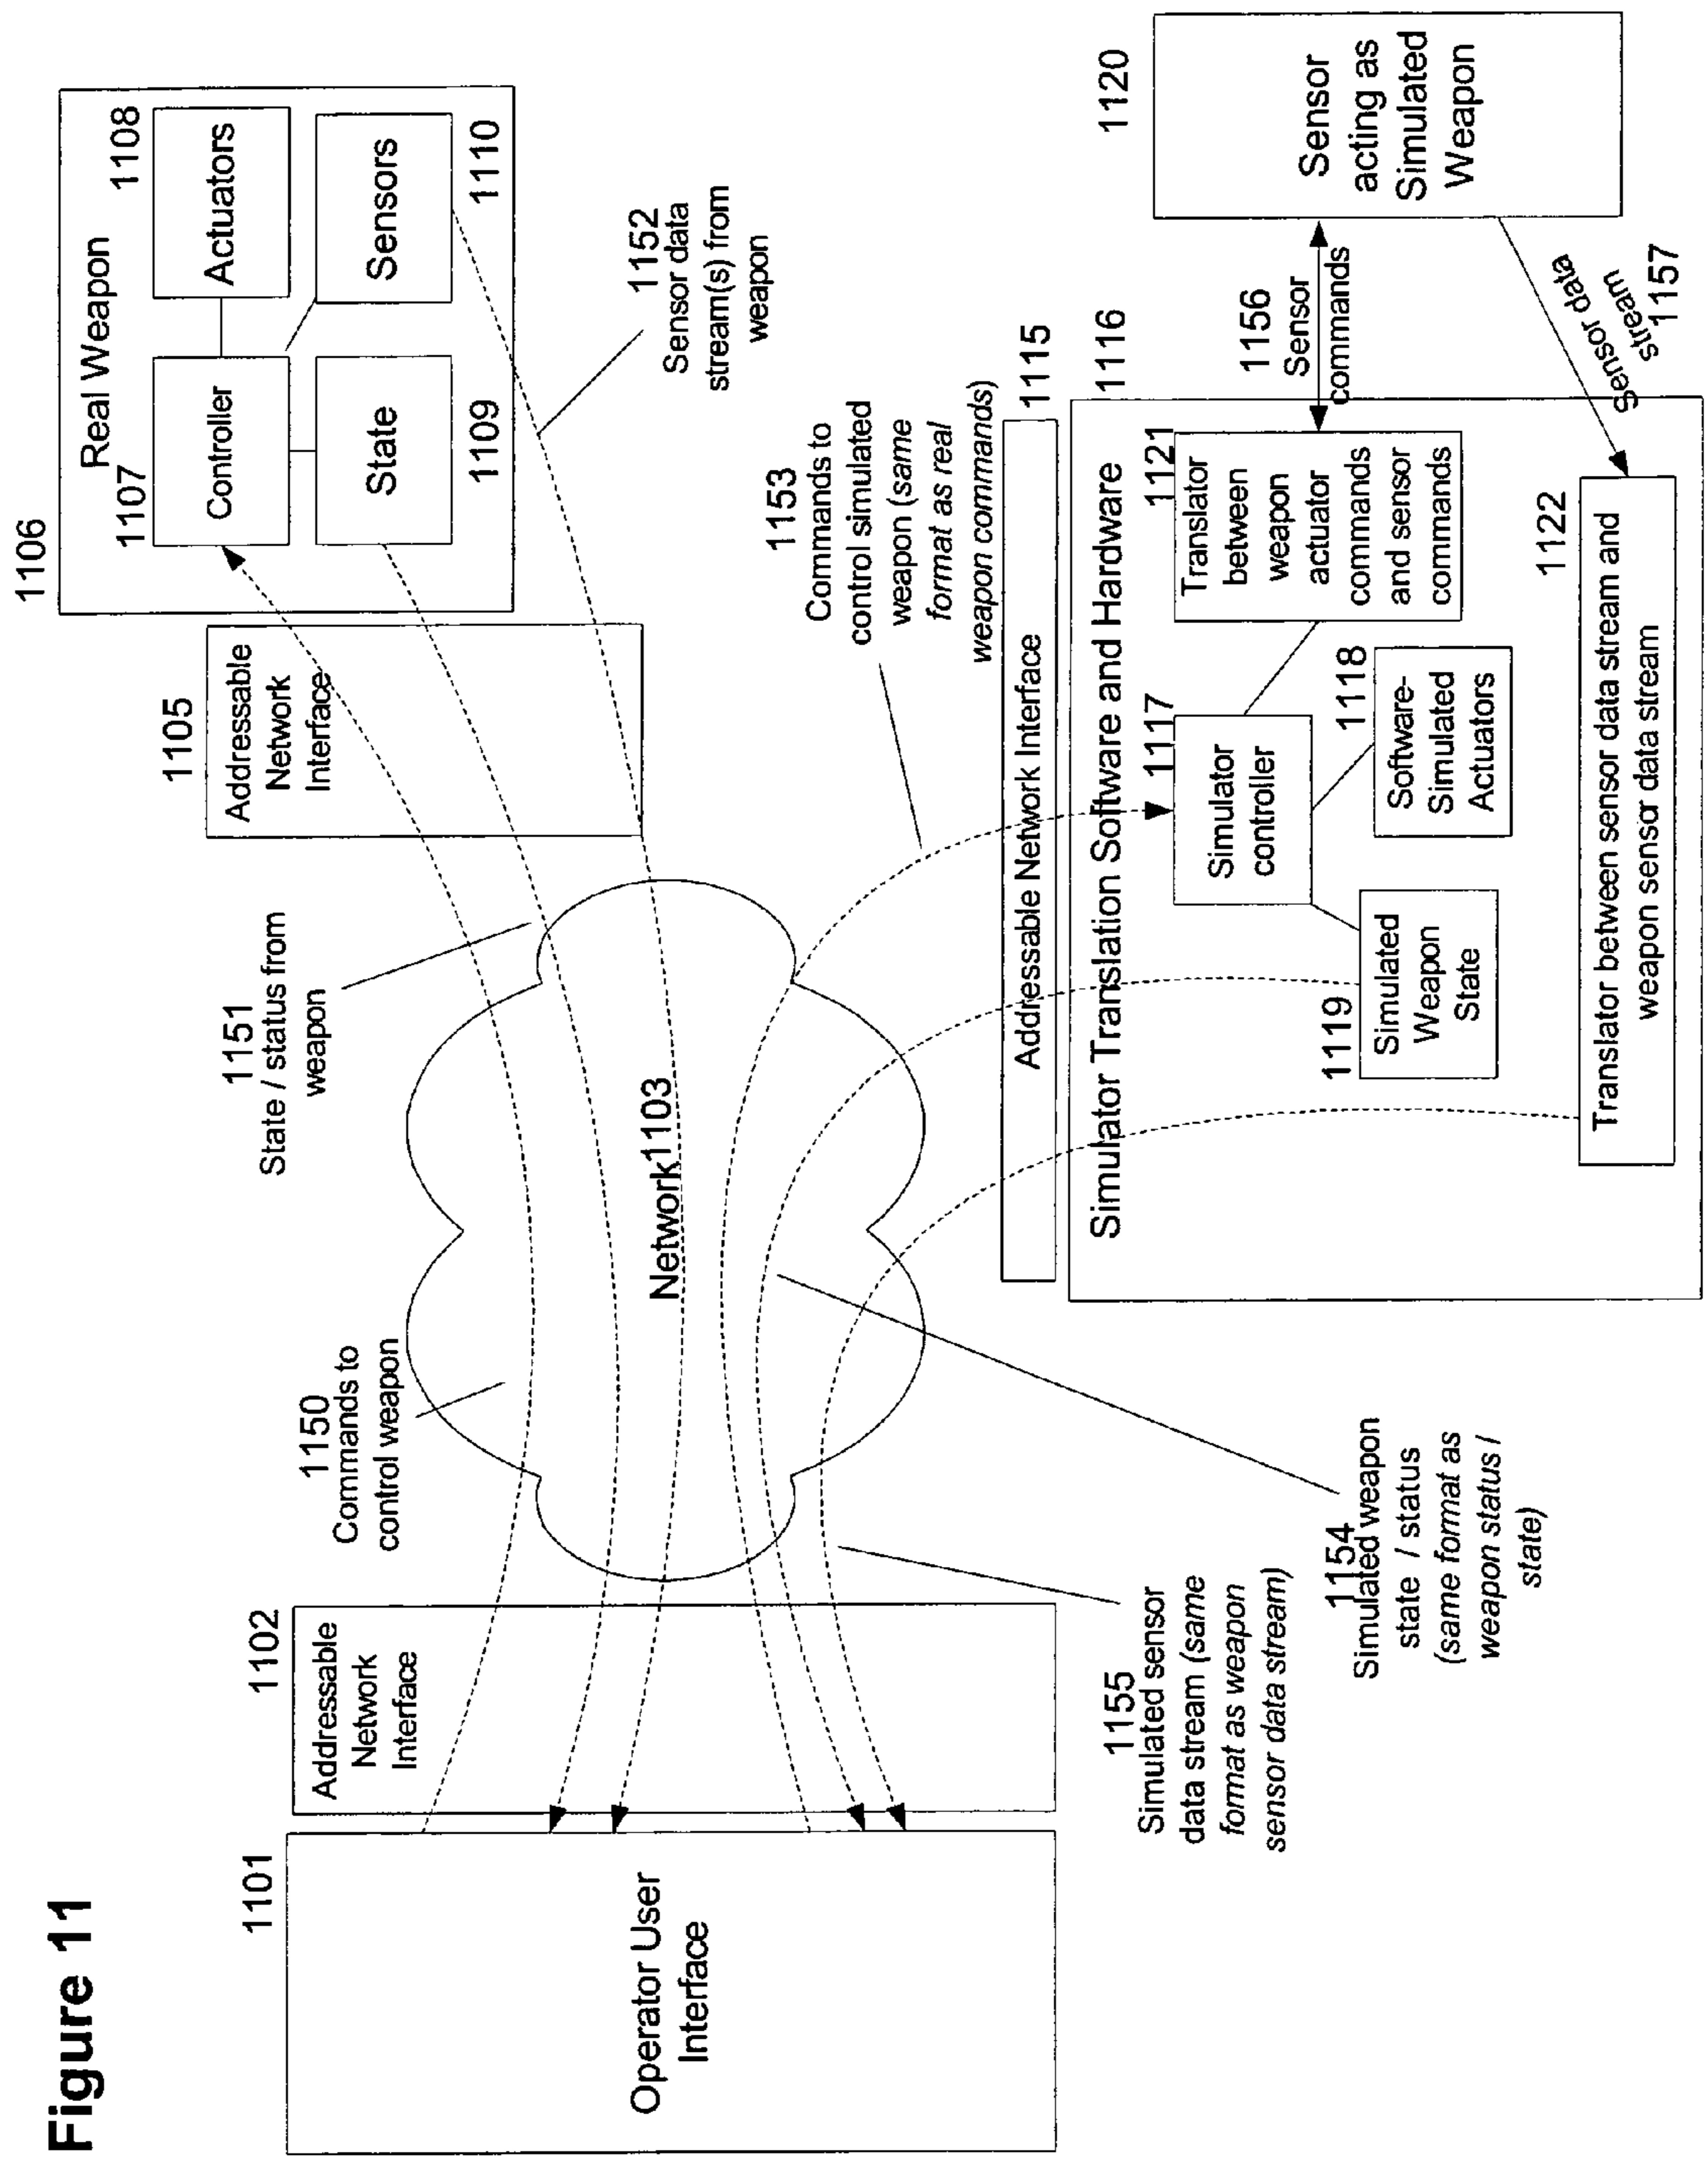 Figure 11
1101
Operator User
Interface
1102
Addressable
Network
Interface
1150
Commands to
control weapon
1151
State / status from
weapon
Network1103
1105
Addressable
Network
Interface
1106
Real Weapon
1107
Controller
1108
Actuators
State
1109
Sensors
1110
1152
Sensor data
stream(s) from
weapon
1153
Commands to
control simulated
weapon (same
format as real
weapon commands)
1155
Simulated sensor
data stream (same
format as weapon
sensor data stream)
1154
Simulated weapon
state / status
(same format as
weapon status /
state)
Addressable Network Interface
1115
Simulator Translation Software and Hardware
1116
1117
Simulator
controller
1118
Software-
Simulated
Actuators
1119
Simulated
Weapon
State
1121
Translator
between
weapon
actuator
commands
and sensor
commands
1122
Translator between sensor data stream and
weapon sensor data stream
1156
Sensor
commands
Sensor data
stream
1157
1120
Sensor
acting as
Simulated
Weapon